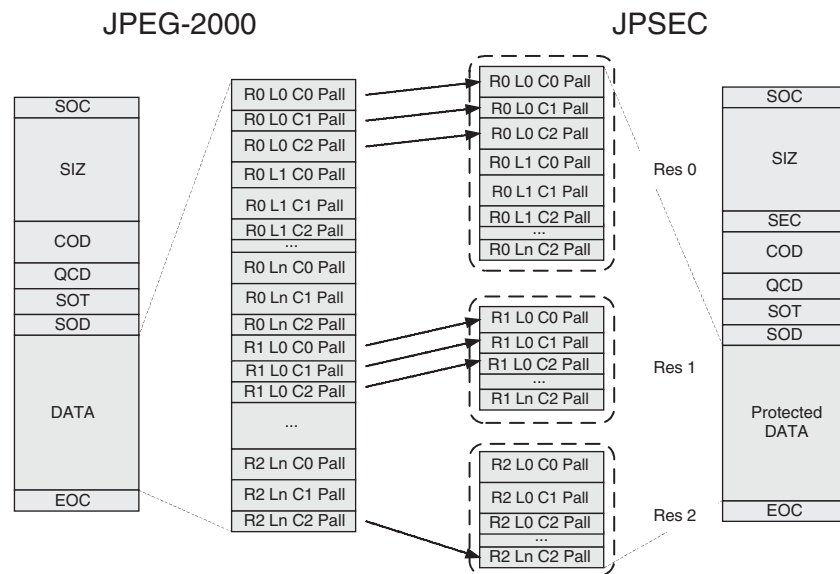 JPEG-2000
JPSEC
SOC
SIZ
COD
QCD
SOT
SOD
DATA
EOC
R0 L0 C0 Pall
R0 L0 C1 Pall
R0 L0 C2 Pall
R0 L1 C0 Pall
R0 L1 C1 Pall
R0 L1 C2 Pall
...
R0 Ln C0 Pall
R0 Ln C1 Pall
R0 Ln C2 Pall
R1 L0 C0 Pall
R1 L0 C1 Pall
R1 L0 C2 Pall
...
R2 Ln C0 Pall
R2 Ln C1 Pall
R2 Ln C2 Pall
R0 L0 C0 Pall
R0 L0 C1 Pall
R0 L0 C2 Pall
R0 L1 C0 Pall
R0 L1 C1 Pall
R0 L1 C2 Pall
...
R0 Ln C2 Pall
R1 L0 C0 Pall
R1 L0 C1 Pall
R1 L0 C2 Pall
...
R1 Ln C2 Pall
R2 L0 C0 Pall
R2 L0 C1 Pall
R2 L0 C2 Pall
...
R2 Ln C2 Pall
Res 0
Res 1
Res 2
SOC
SIZ
SEC
COD
QCD
SOT
SOD
Protected
DATA
EOC